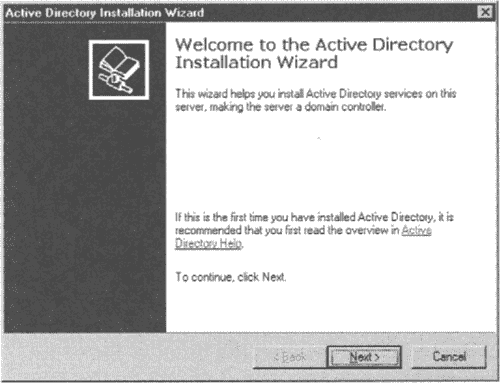 Active Directory Installation Wizard
Welcome to the Active Directory
Installation Wizard
This wizard helps you install Active Directory services on this
server, making the server a domain controller.
If this is the first time you have installed Active Directory, it is
recommended that you first read the overview in Active
Directory Help.
To continue, click Next.
< Back
Next >
Cancel